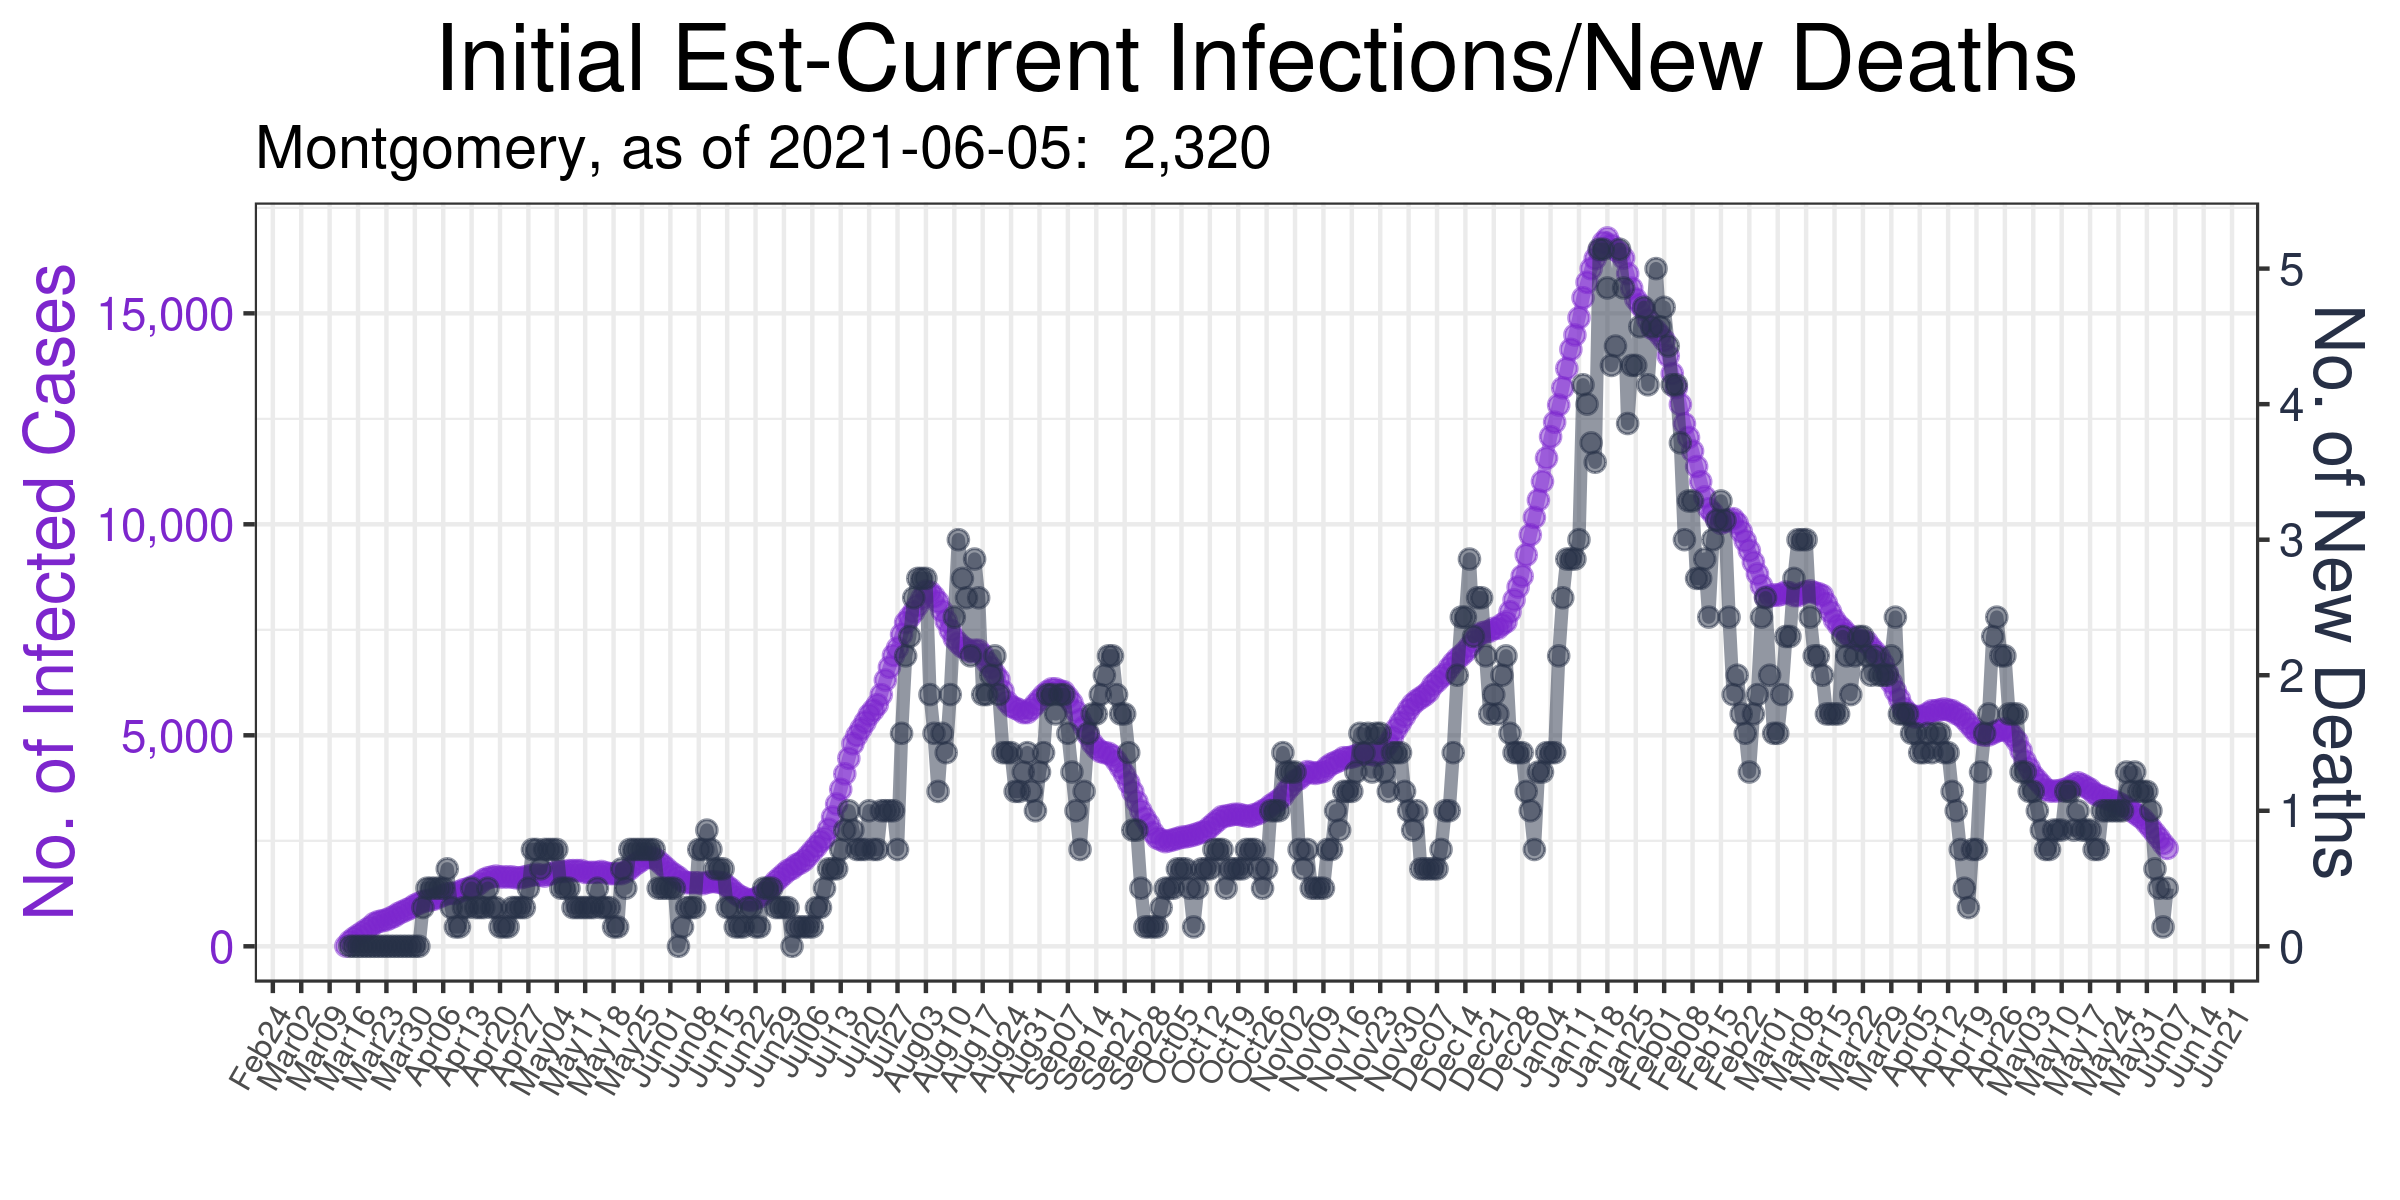 Initial Est-Current Infections/New Deaths
Montgomery, as of 2021-06-05: 2,320
No. of Infected Cases
15,000
10,000
5,000
0
5
4
3
2
1
0
No. of New Deaths
Feb24
Mar02
Mar09
Mar16
Mar23
Mar30
Apr06
Apr13
Apr20
Apr27
May04
May11
May18
May25
Jun01
Jun08
Jun15
Jun22
Jun29
Jul06
Jul13
Jul20
Jul27
Aug03
Aug10
Aug17
Aug24
Aug31
Sep07
Sep14
Sep21
Sep28
Oct05
Oct12
Oct19
Oct26
Nov02
Nov09
Nov16
Nov23
Nov30
Dec07
Dec14
Dec21
Dec28
Jan04
Jan11
Jan18
Jan25
Feb01
Feb08
Feb15
Feb22
Mar01
Mar08
Mar15
Mar22
Mar29
Apr05
Apr12
Apr19
Apr26
May03
May10
May17
May24
May31
Jun07
Jun14
Jun21